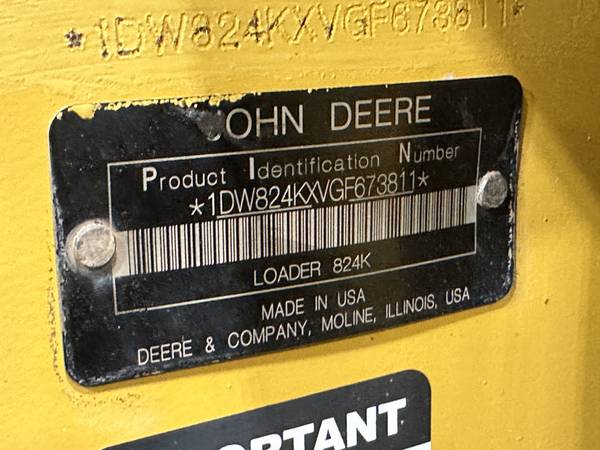 *1DW824KXVGF673811*
JOHN DEERE
Product Identification Number
*1DW824KXVGF673811*
LOADER 824K
MADE IN USA
DEERE & COMPANY, MOLINE, ILLINOIS, USA